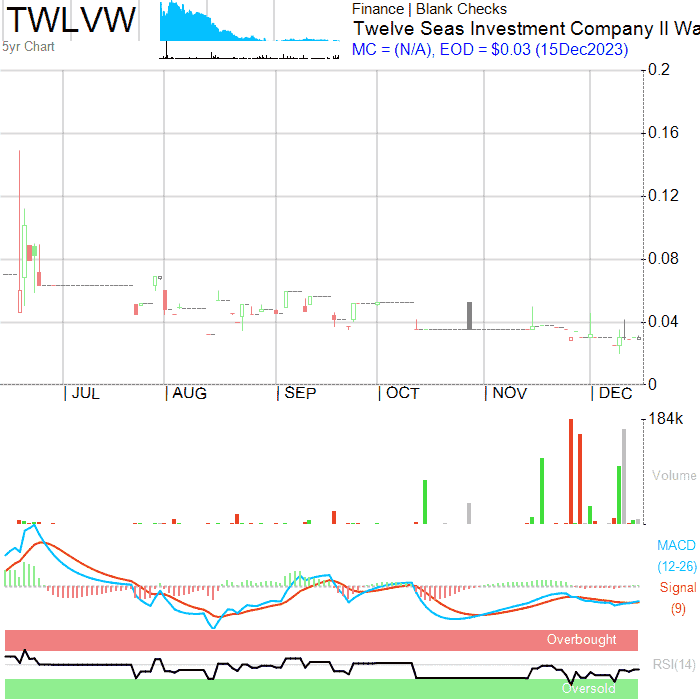 TWLVW
5yr Chart
Finance | Blank Checks
Twelve Seas Investment Company II Wa
MC = (N/A), EOD = $0.03 (15Dec2023)
0.2
0.16
0.12
0.08
0.04
0
JUL AUG SEP OCT NOV DEC
184k
Volume
MACD
(12-26)
Signal
(9)
Overbought
RSI(14)
Oversold